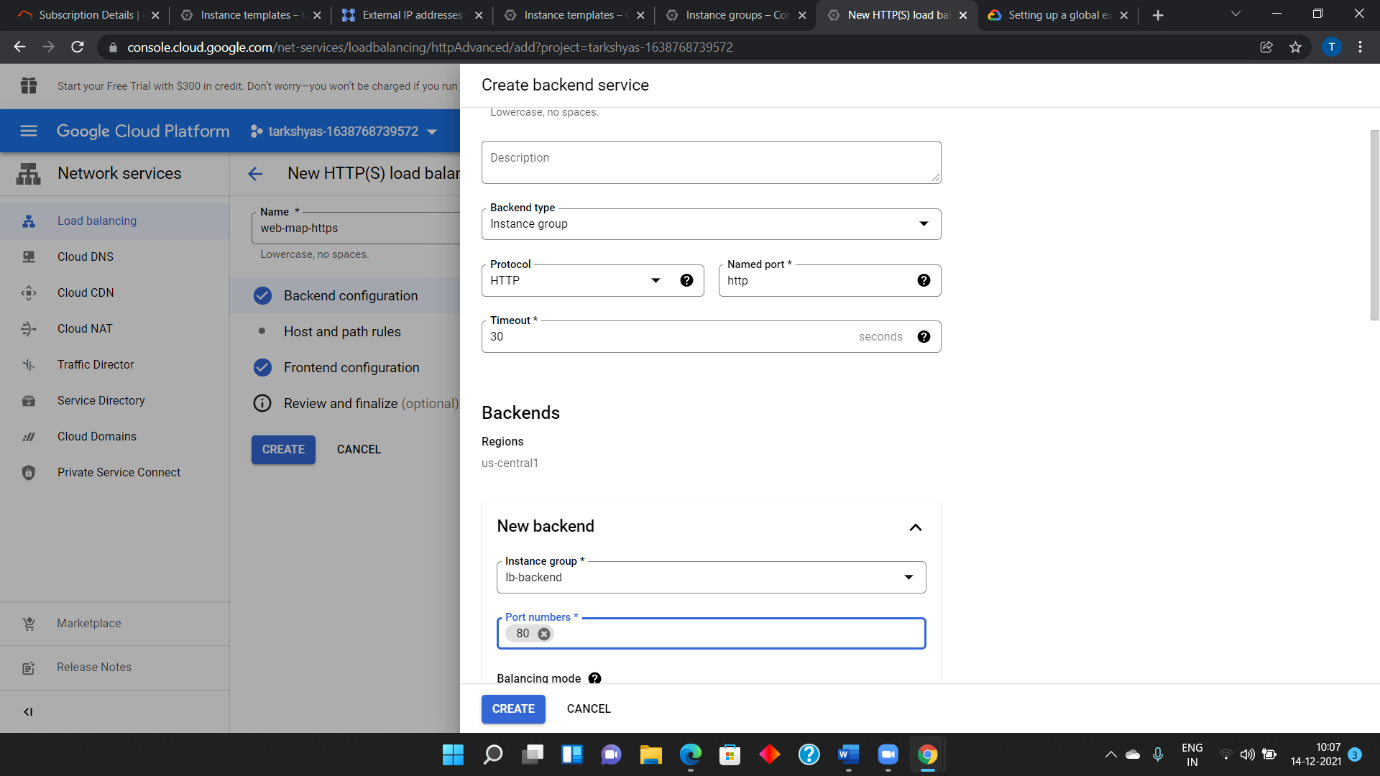 Subscription Details |
Instance templates –
External IP addresses
Instance templates –
Instance groups – Co
New HTTP(S) load bal
Setting up a global e
console.cloud.google.com/net-services/loadbalancing/httpAdvanced/add?project=tarkshyas-1638768739572
T
Start your Free Trial with $300 in credit. Don't worry—you won't be charged if you run
Google Cloud Platform
tarkshyas-1638768739572
Network services
Load balancing
Cloud DNS
Cloud CDN
Cloud NAT
Traffic Director
Service Directory
Cloud Domains
Private Service Connect
Marketplace
Release Notes
New HTTP(S) load balan
Name *
web-map-https
Lowercase, no spaces.
Backend configuration
Host and path rules
Frontend configuration
Review and finalize (optional)
CREATE
CANCEL
Create backend service
Lowercase, no spaces.
Description
Backend type
Instance group
Protocol
HTTP
Named port *
http
Timeout *
30
seconds
Backends
Regions
us-central1
New backend
Instance group *
lb-backend
Port numbers *
80
Balancing mode
CREATE
CANCEL
ENG
IN
10:07
14-12-2021
3